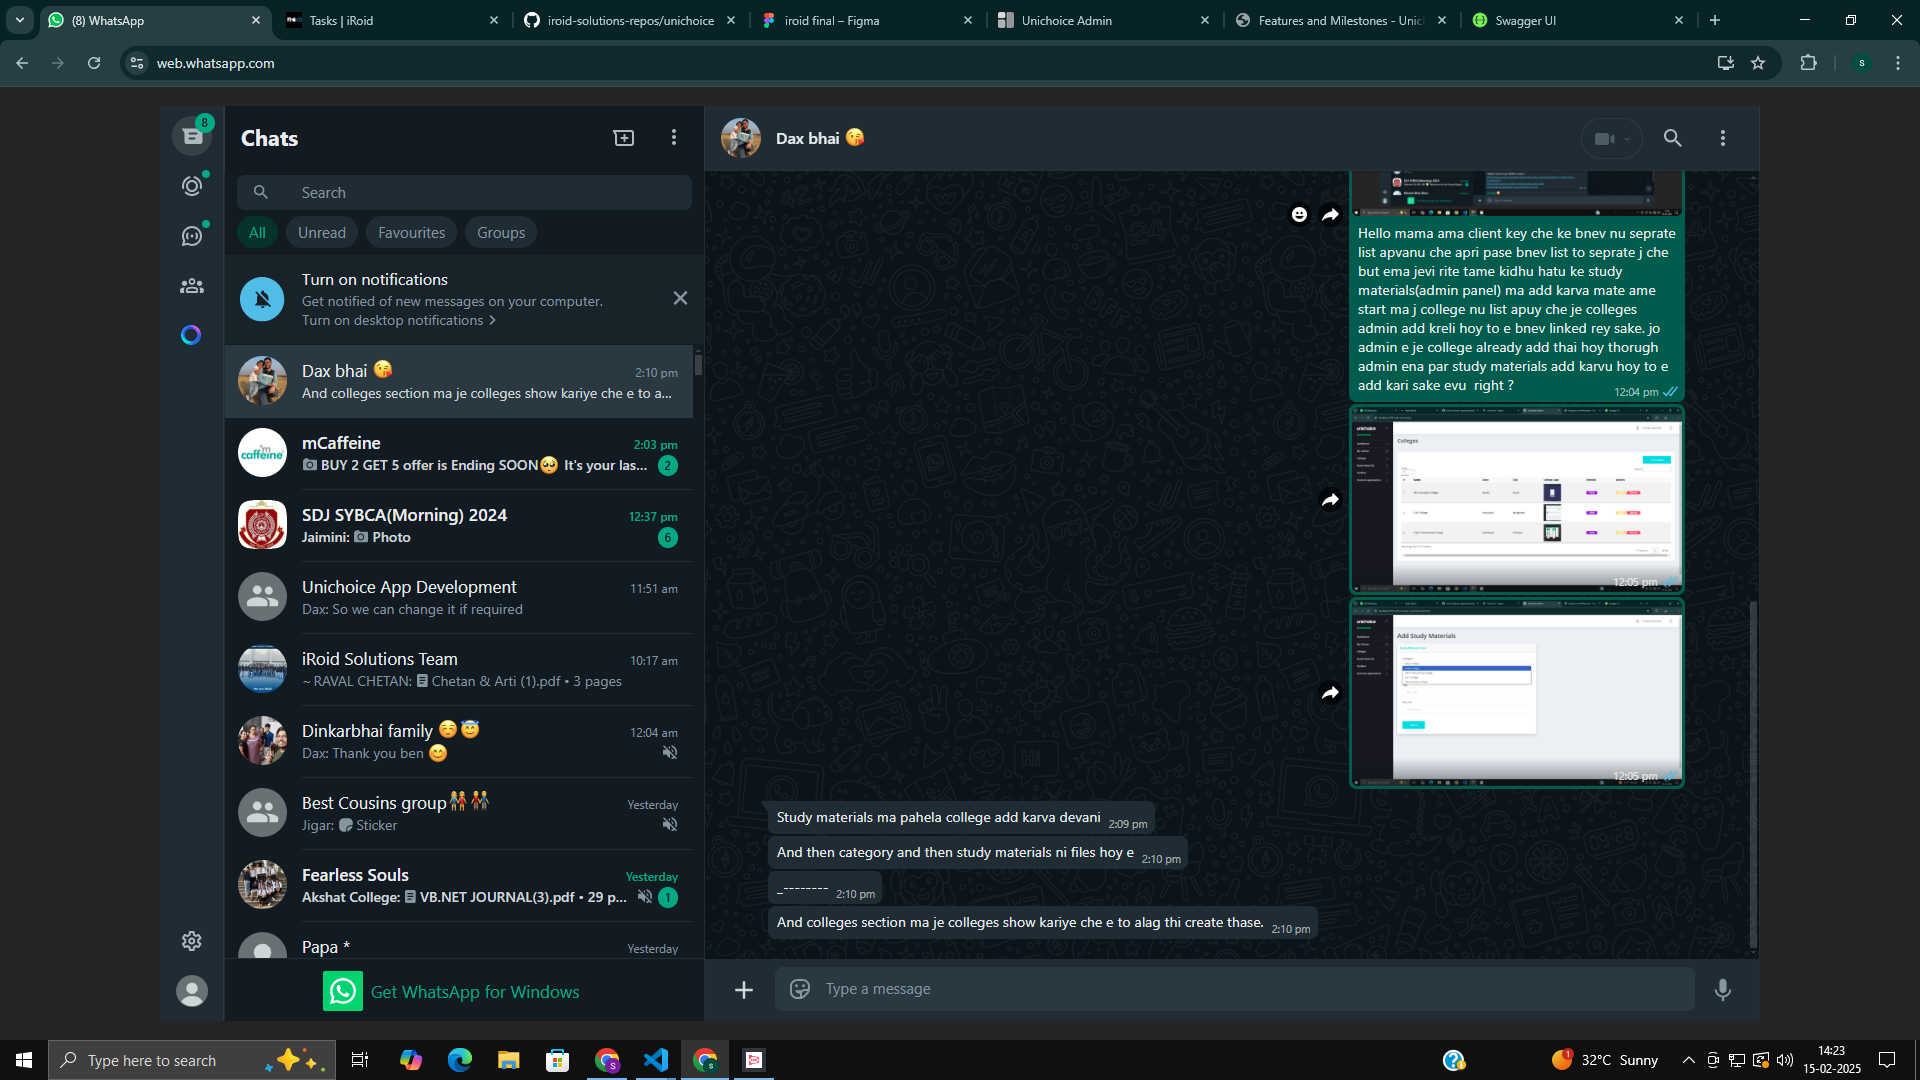 (8) WhatsApp
Tasks | iRoid
iroid-solutions-repos/unichoice
iroid final – Figma
Unichoice Admin
Features and Milestones - Unic
Swagger UI
web.whatsapp.com
s
8
Chats
Search
All
Unread
Favourites
Groups
Turn on notifications
Get notified of new messages on your computer.
Turn on desktop notifications >
Dax bhai 😘
2:10 pm
And colleges section ma je colleges show kariye che e to a...
mCaffeine
2:03 pm
BUY 2 GET 5 offer is Ending SOON🥺 It's your las...
2
SDJ SYBCA(Morning) 2024
12:37 pm
Jaimini: Photo
6
Unichoice App Development
11:51 am
Dax: So we can change it if required
iRoid Solutions Team
10:17 am
~ RAVAL CHETAN: Chetan & Arti (1).pdf • 3 pages
Dinkarbhai family ☺️😇
12:04 am
Dax: Thank you ben 😊
Best Cousins group👫👬
Yesterday
Jigar: Sticker
Fearless Souls
Yesterday
Akshat College: VB.NET JOURNAL(3).pdf • 29 p...
1
Papa *
Yesterday
Get WhatsApp for Windows
Dax bhai 😘
Hello mama ama client key che ke bnev nu seprate
list apvanu che apri pase bnev list to seprate j che
but ema jevi rite tame kidhu hatu ke study
materials(admin panel) ma add karva mate ame
start ma j college nu list apuy che je colleges
admin add kreli hoy to e bnev linked rey sake. jo
admin e je college already add thai hoy thorugh
admin ena par study materials add karvu hoy to e
add kari sake evu right ?
12:04 pm
unichoice
Colleges
12:05 pm
unichoice
Add Study Materials
12:05 pm
Study materials ma pahela college add karva devani
2:09 pm
And then category and then study materials ni files hoy e
2:10 pm
_--------
2:10 pm
And colleges section ma je colleges show kariye che e to alag thi create thase.
2:10 pm
Type a message
Type here to search
32°C Sunny
14:23
15-02-2025